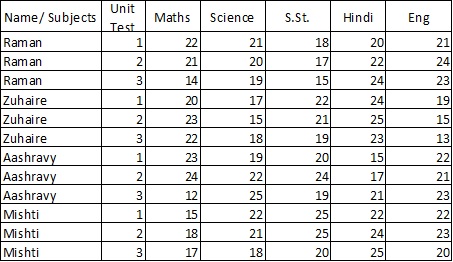 Name/ Subjects Unit Test Maths Science S.St. Hindi Eng
Raman 1 22 21 18 20 21
Raman 2 21 20 17 22 24
Raman 3 14 19 15 24 23
Zuhaire 1 20 17 22 24 19
Zuhaire 2 23 15 21 25 15
Zuhaire 3 22 18 19 23 13
Aashravy 1 23 19 20 15 22
Aashravy 2 24 22 24 17 21
Aashravy 3 12 25 19 21 23
Mishti 1 15 22 25 22 22
Mishti 2 18 21 25 24 23
Mishti 3 17 18 20 25 20